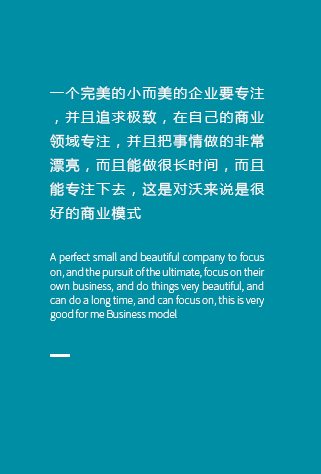 一个完美的小而美的企业要专注
，并且追求极致，在自己的商业
领域专注，并且把事情做的非常
漂亮，而且能做很长时间，而且
能专注下去，这是对沃来说是很
好的商业模式
A perfect small and beautiful company to focus
on, and the pursuit of the ultimate, focus on their
own business, and do things very beautiful, and
can do a long time, and can focus on, this is very
good for me Business model